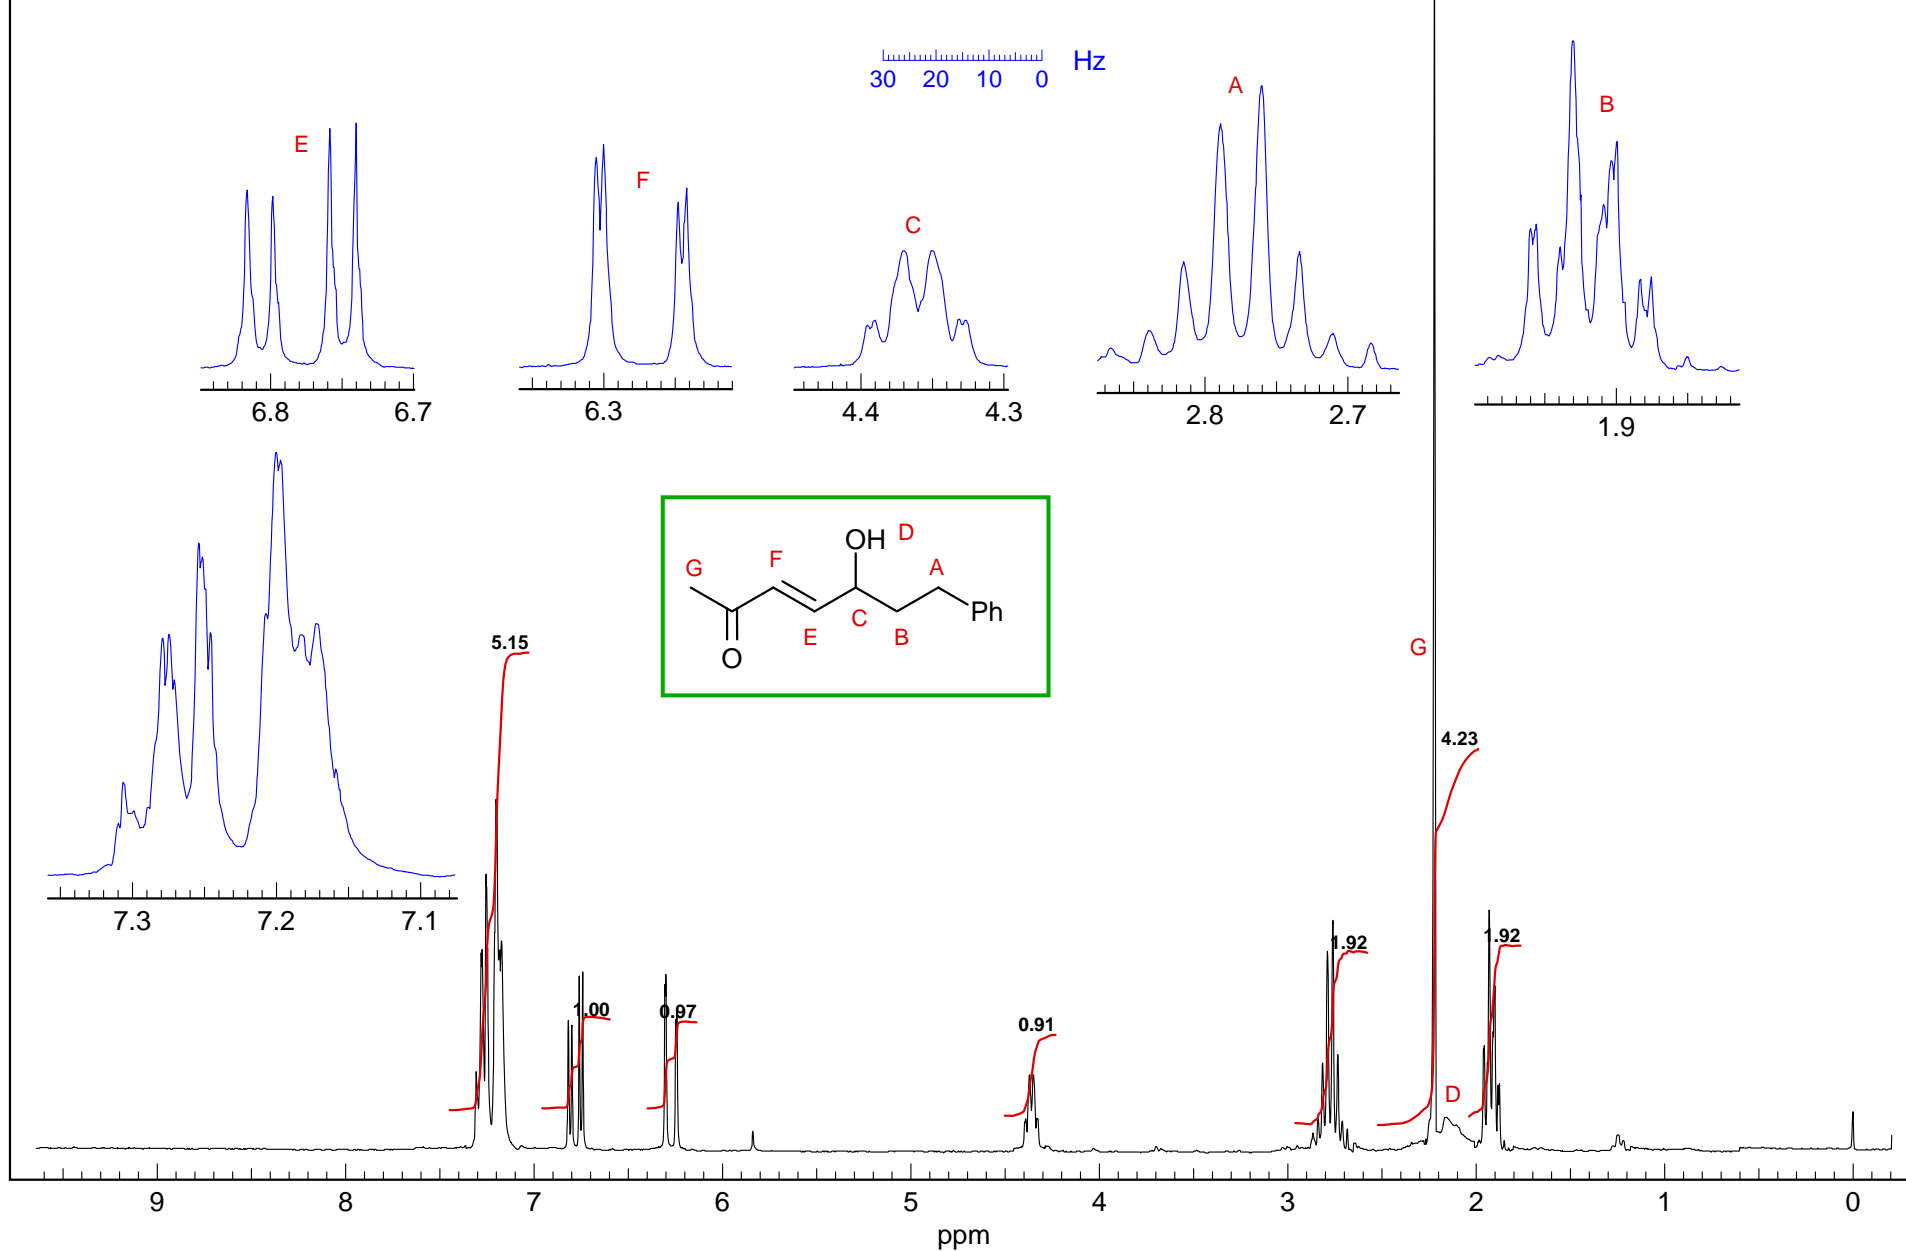 30 20 10 0 Hz
E
F
C
A
B
6.8 6.7
6.3
4.4 4.3
2.8 2.7
1.9
7.3 7.2 7.1
OH D
G F A
Ph
E C B
O
5.15
1.00
0.97
0.91
1.92
G
4.23
D
1.92
9 8 7 6 5 4 3 2 1 0
ppm